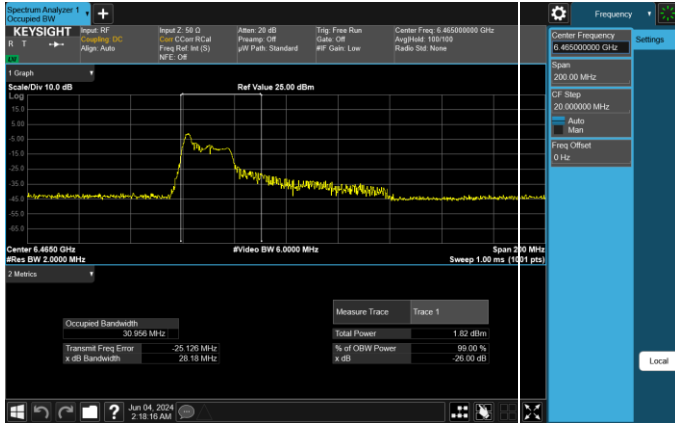 Spectrum Analyzer 1
Occupied BW
+
Frequency
KEYSIGHT
R T
LXI
Input: RF
Coupling: DC
Align: Auto
Input Z: 50 Ω
Corr CCorr RCal
Freq Ref: Int (S)
NFE: Off
Atten: 20 dB
Preamp: Off
µW Path: Standard
Trig: Free Run
Gate: Off
#IF Gain: Low
Center Freq: 6.465000000 GHz
Avg|Hold: 100/100
Radio Std: None
1 Graph
Scale/Div 10.0 dB
Ref Value 25.00 dBm
Log
15.0
5.00
-5.00
-15.0
-25.0
-35.0
-45.0
-55.0
-65.0
Center 6.4650 GHz
#Res BW 2.0000 MHz
#Video BW 6.0000 MHz
Span 200 MHz
Sweep 1.00 ms (1001 pts)
2 Metrics
Occupied Bandwidth
30.956 MHz
Transmit Freq Error -25.126 MHz
x dB Bandwidth 28.18 MHz
Measure Trace Trace 1
Total Power 1.82 dBm
% of OBW Power 99.00 %
x dB -26.00 dB
Center Frequency
6.465000000 GHz
Settings
Span
200.00 MHz
CF Step
20.000000 MHz
Auto
Man
Freq Offset
0 Hz
Local
?
Jun 04, 2024
2:18:16 AM